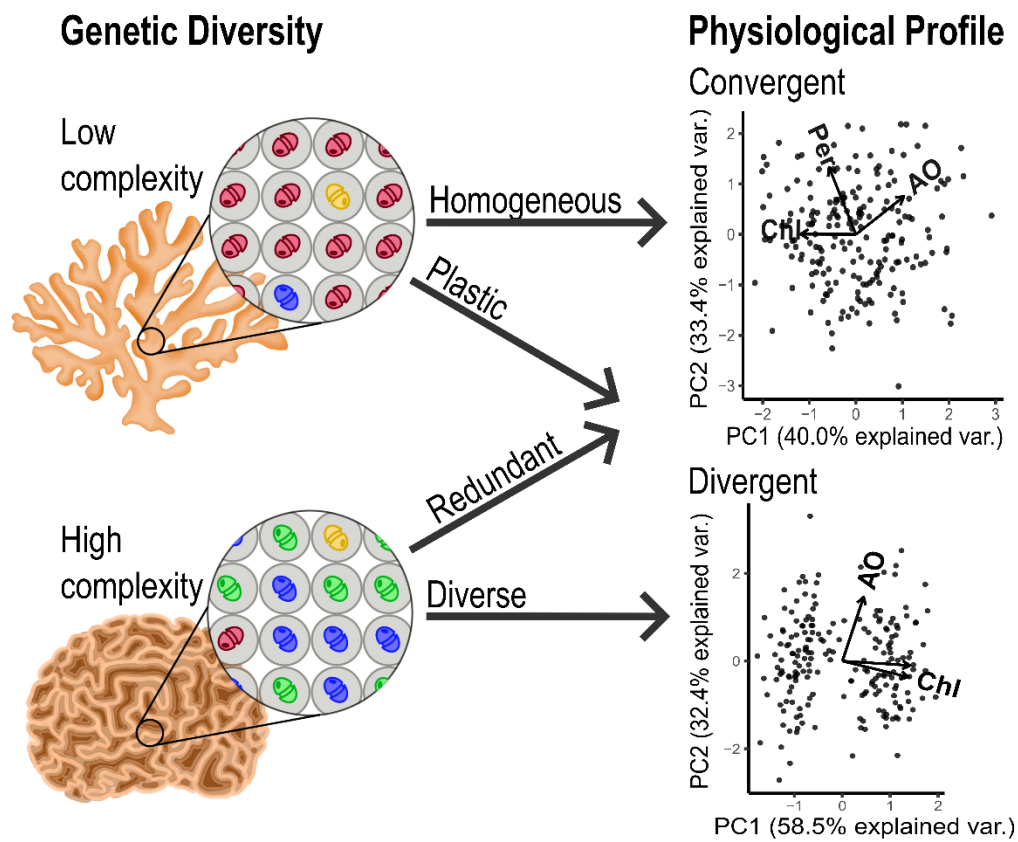 Genetic Diversity
Physiological Profile
Low
complexity
Homogeneous
Plastic
Convergent
Per
AO
Chl
2
1
0
−1
−2
−3
PC2 (33.4% explained var.)
−2 −1 0 1 2 3
PC1 (40.0% explained var.)
High
complexity
Redundant
Diverse
Divergent
AO
Chl
2
0
−2
PC2 (32.4% explained var.)
−1 0 1 2
PC1 (58.5% explained var.)